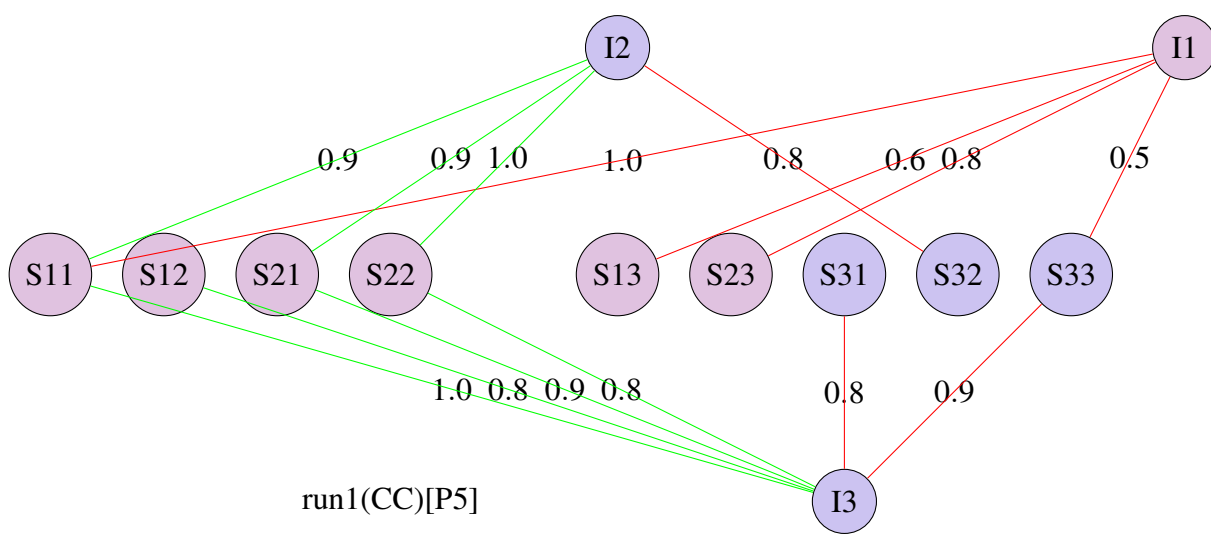 I2 I1
0.9 0.9 1.0 1.0 0.8 0.6 0.8 0.5
S11 S12 S21 S22 S13 S23 S31 S32 S33
1.0 0.8 0.9 0.8 0.8 0.9
run1(CC)[P5] I3